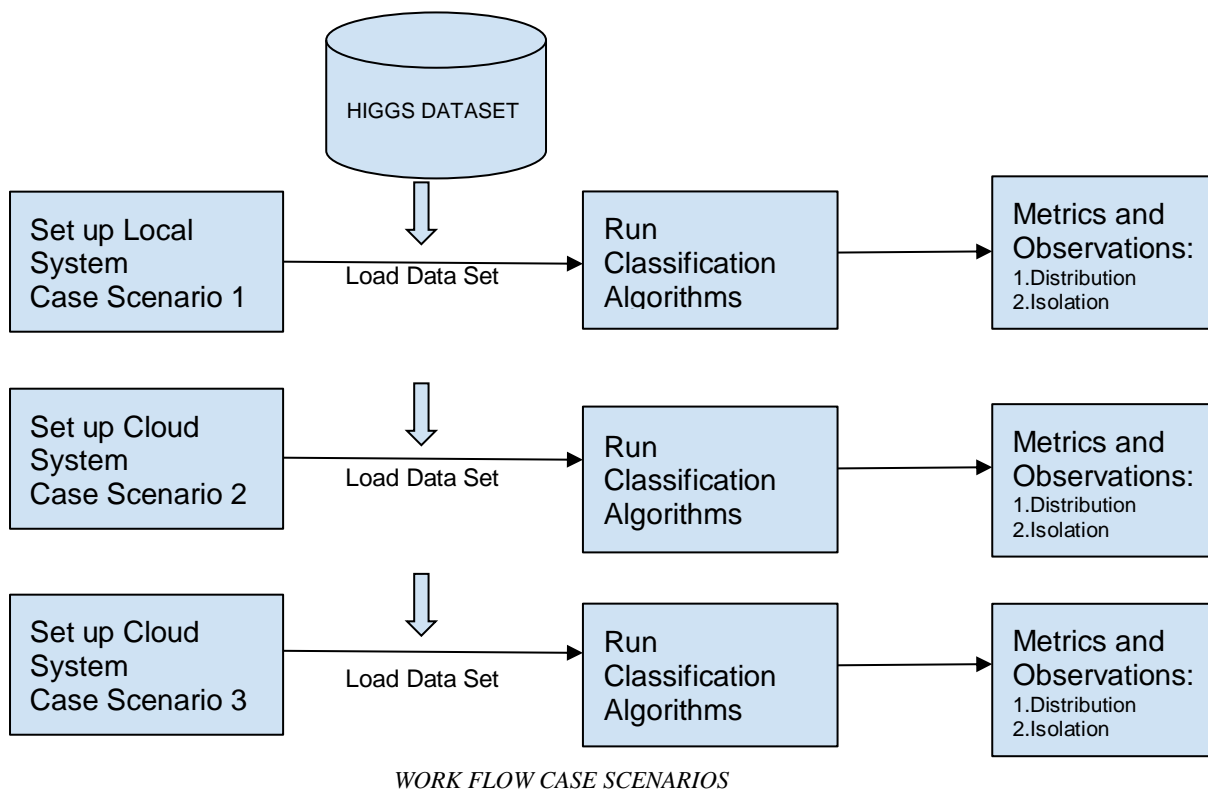 HIGGS DATASET
Set up Local
System
Case Scenario 1
Load Data Set
Run
Classification
Algorithms
Metrics and
Observations:
1.Distribution
2.Isolation
Set up Cloud
System
Case Scenario 2
Load Data Set
Run
Classification
Algorithms
Metrics and
Observations:
1.Distribution
2.Isolation
Set up Cloud
System
Case Scenario 3
Load Data Set
Run
Classification
Algorithms
Metrics and
Observations:
1.Distribution
2.Isolation
WORK FLOW CASE SCENARIOS